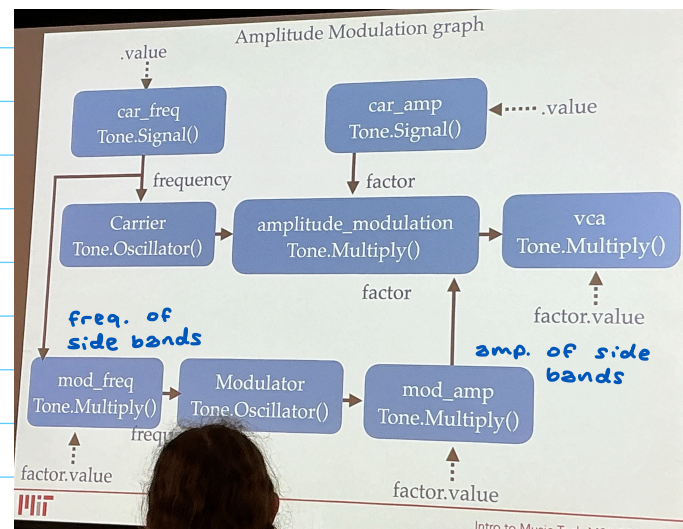 Amplitude Modulation graph
.value
car_freq
Tone.Signal()
car_amp
Tone.Signal()
.value
frequency
factor
Carrier
Tone.Oscillator()
amplitude_modulation
Tone.Multiply()
vca
Tone.Multiply()
factor
factor.value
freq. of
side bands
amp. of side
bands
mod_freq
Tone.Multiply()
Modulator
Tone.Oscillator()
mod_amp
Tone.Multiply()
factor.value
factor.value
MIT
Intro to Music